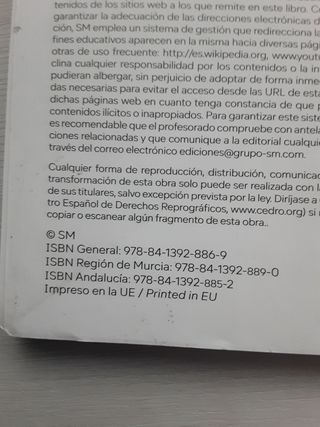 tenidos de los sitios web a los que remite en este libro. C
garantizar la adecuación de las direcciones electrónicas d
ción, SM emplea un sistema de gestión que redirecciona la
fines educativos aparecen en la misma hacia diversas pági
otras de uso frecuente: http://es.wikipedia.org, www.yout
clina cualquier responsabilidad por los contenidos o la in
pudieran albergar, sin perjuicio de adoptar de forma inme
das necesarias para evitar el acceso desde las URL de esta
dichas páginas web en cuanto tenga constancia de que p
contenidos ilícitos o inapropiados. Para garantizar este siste
es recomendable que el profesorado compruebe con antela
ciones relacionadas y que comunique a la editorial cualquier
través del correo electrónico ediciones@grupo-sm.com.
Cualquier forma de reproducción, distribución, comunicac
transformación de esta obra solo puede ser realizada con la
de sus titulares, salvo excepción prevista por la ley. Diríjase a
tro Español de Derechos Reprográficos, www.cedro.org) si n
copiar o escanear algún fragmento de esta obra..
© SM
ISBN General: 978-84-1392-886-9
ISBN Región de Murcia: 978-84-1392-889-0
ISBN Andalucía: 978-84-1392-885-2
Impreso en la UE / Printed in EU